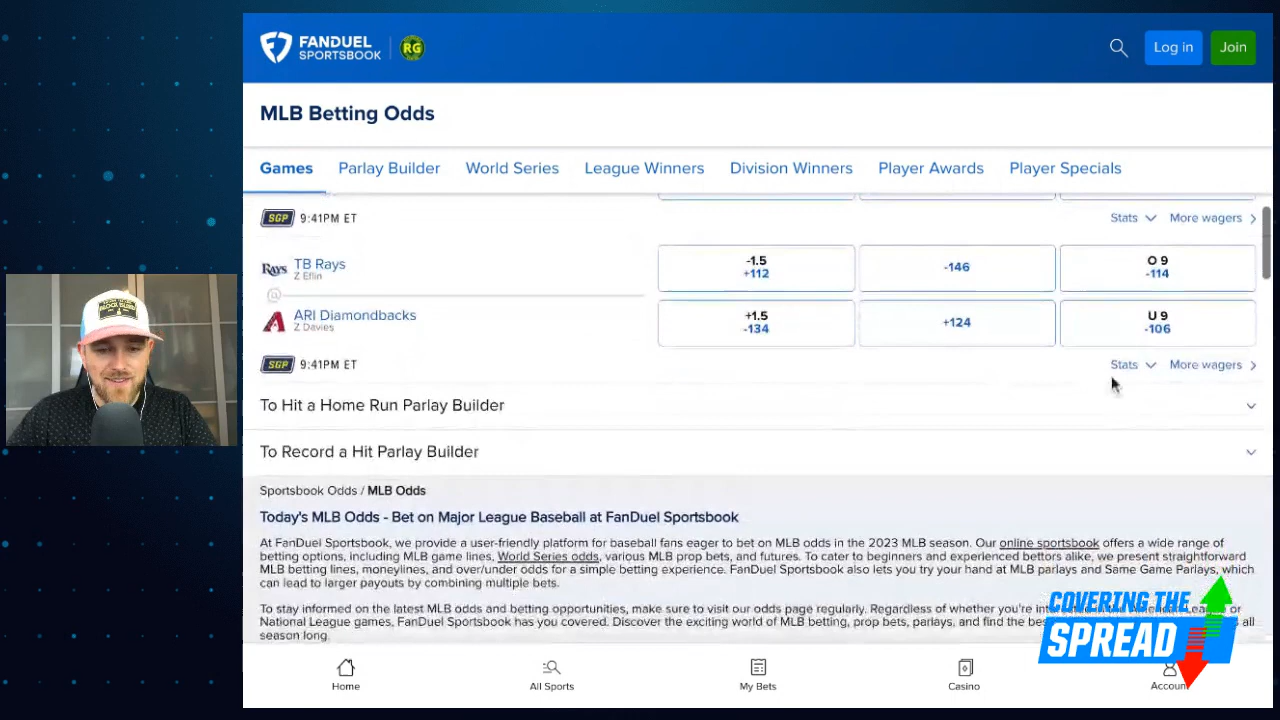 FANDUEL
SPORTSBOOK
RG
Log in
Join
MLB Betting Odds
Games
Parlay Builder
World Series
League Winners
Division Winners
Player Awards
Player Specials
SGP 9:41PM ET
Stats
More wagers
RAYS
TB Rays
Z Eflin
-1.5
+112
-146
O 9
-114
@
ARI Diamondbacks
Z Davies
+1.5
-134
+124
U 9
-106
SGP 9:41PM ET
Stats
More wagers
To Hit a Home Run Parlay Builder
To Record a Hit Parlay Builder
Sportsbook Odds / MLB Odds
Today's MLB Odds - Bet on Major League Baseball at FanDuel Sportsbook
At FanDuel Sportsbook, we provide a user-friendly platform for baseball fans eager to bet on MLB odds in the 2023 MLB season. Our online sportsbook offers a wide range of
betting options, including MLB game lines, World Series odds, various MLB prop bets, and futures. To cater to beginners and experienced bettors alike, we present straightforward
MLB betting lines, moneylines, and over/under odds for a simple betting experience. FanDuel Sportsbook also lets you try your hand at MLB parlays and Same Game Parlays, which
can lead to larger payouts by combining multiple bets.
To stay informed on the latest MLB odds and betting opportunities, make sure to visit our odds page regularly. Regardless of whether you're or
National League games, FanDuel Sportsbook has you covered. Discover the exciting world of MLB betting, prop bets, parlays, and find the all
season long.
COVERING THE
SPREAD
Home
All Sports
My Bets
Casino
Account